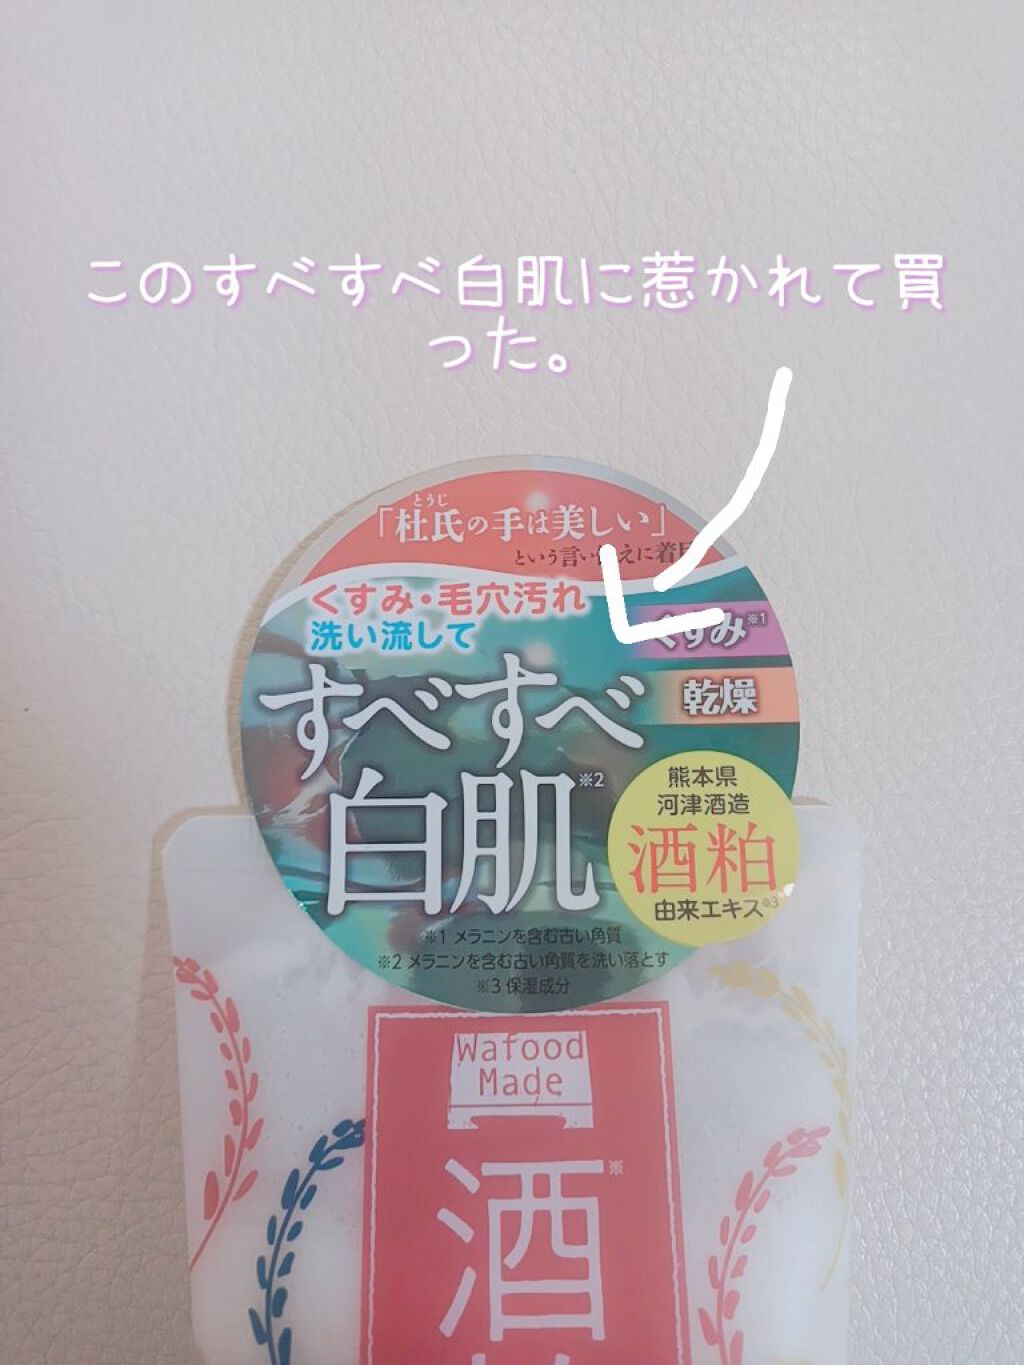 このすべすべ白肌に惹かれて買
った。
とうじ
「杜氏の手は美しい」
という言い え に着
くすみ・毛穴汚れ
洗い流して
くすみ※1
乾燥
すべすべ
白肌※2
熊本県
河津酒造
酒粕
由来エキス※3
※1 メラニンを含む古い角質
※2 メラニンを含む古い角質を洗い落とす
※3 保湿成分
Wafood
Made
酒※